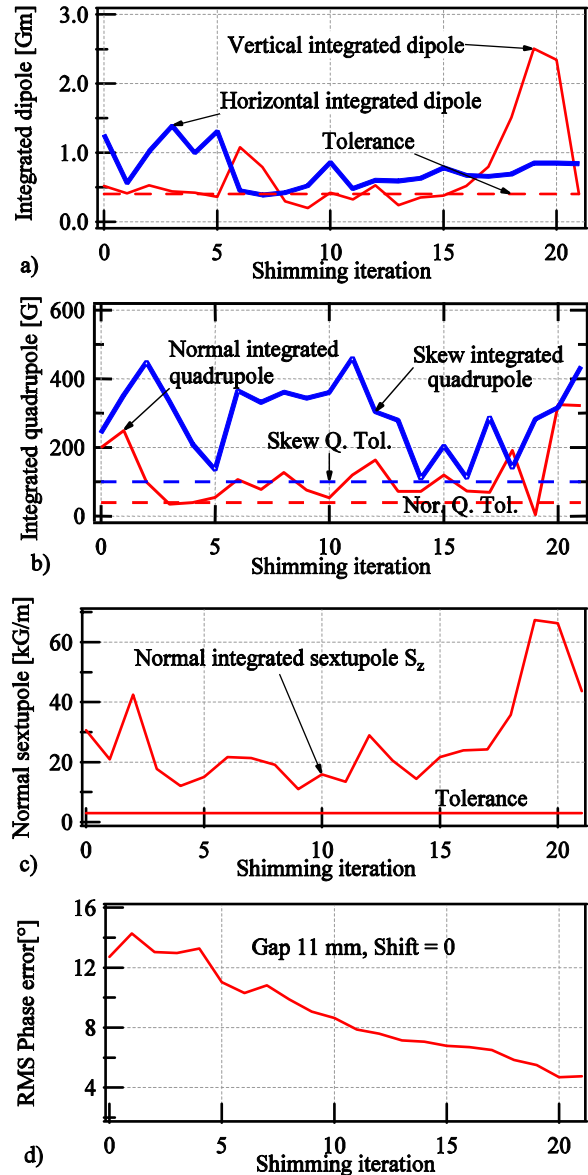 3.0
Vertical integrated dipole
2.0
Horizontal integrated dipole
1.0
Tolerance
0.0
Integrated dipole [Gm]
0 5 10 15 20
a)
Shimming iteration
600
Normal integrated
quadrupole
Skew integrated
quadrupole
400
Skew Q. Tol.
200
Nor. Q. Tol.
0
Integrated quadrupole [G]
0 5 10 15 20
b)
Shimming iteration
60
Normal integrated sextupole Sz
40
20
Tolerance
0
Normal sextupole [kG/m]
0 5 10 15 20
c)
Shimming iteration
16
Gap 11 mm, Shift = 0
12
8
4
RMS Phase error[°]
0 5 10 15 20
d)
Shimming iteration